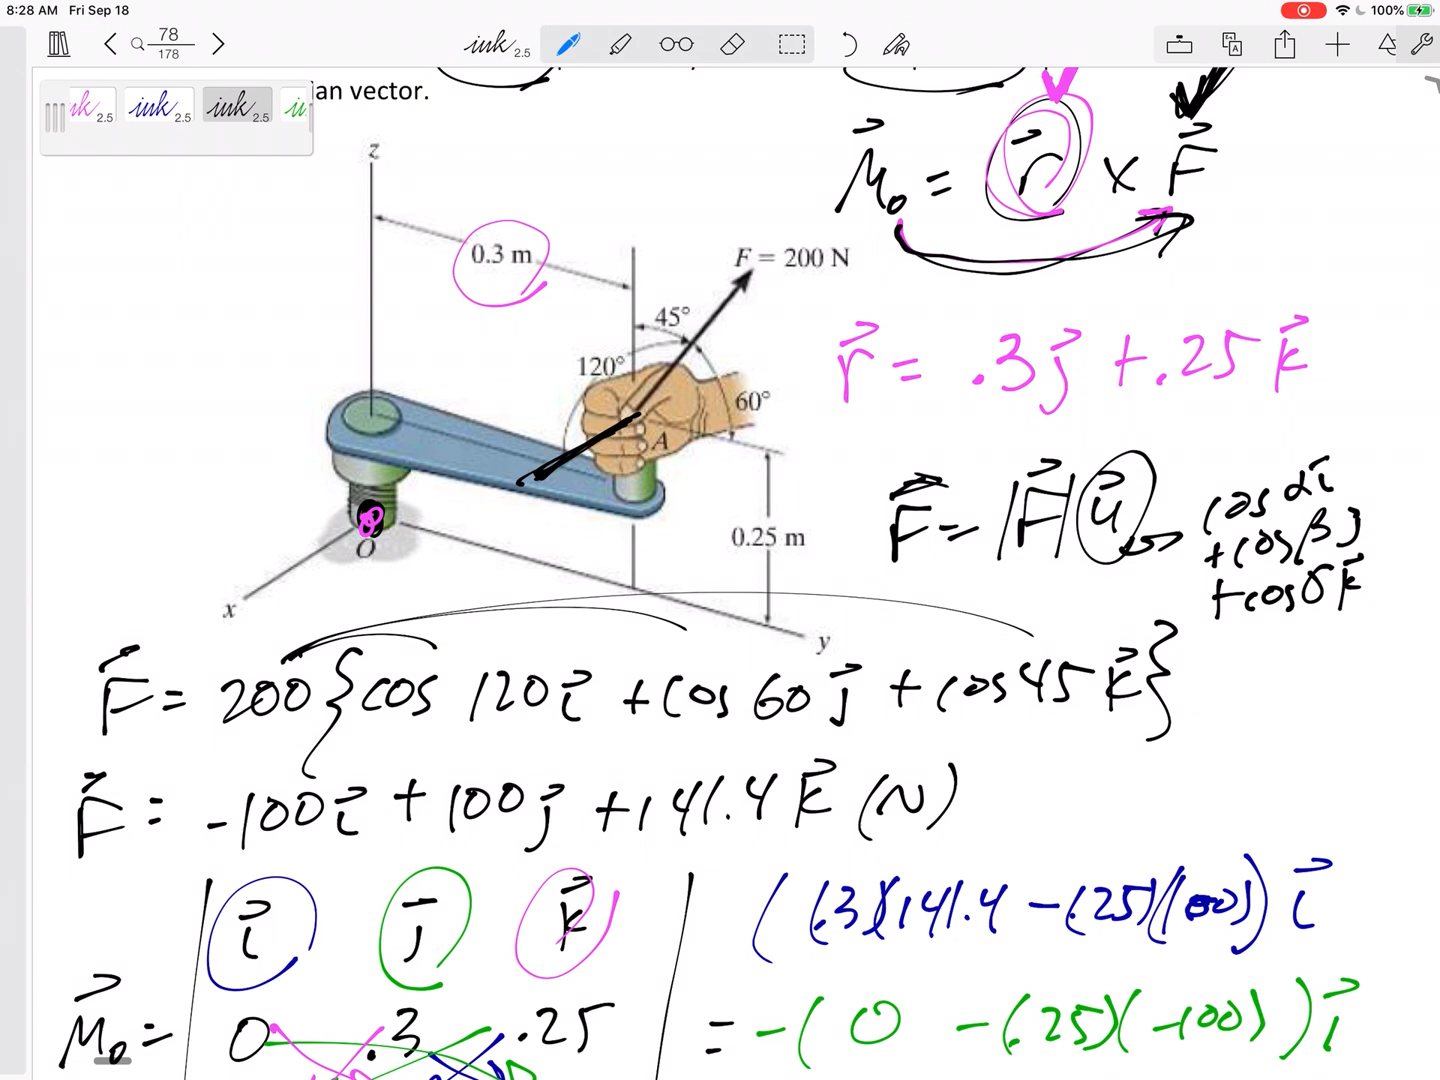 8:28 AM Fri Sep 18
100%
78
178
ink 2.5
ink 2.5
ink 2.5
ink 2.5
an vector.
M⃗o = r⃗ x F⃗
z
0.3 m
F = 200 N
45°
120°
60°
A
r⃗ = .3j⃗ + .25k⃗
0.25 m
O
x
y
F⃗ = |F⃗| u⃗
cos α i⃗
+ cos β j
+ cos δ k⃗
F⃗ = 200 {cos 120 i⃗ + cos 60 j⃗ + cos 45 k⃗}
F⃗ = -100 i⃗ + 100 j⃗ + 141.4 k⃗ (N)
i⃗ j⃗ k⃗
((.3)(141.4 - (.25)(100)) i⃗
M⃗o = 0 .3 .25
= - (0 - (.25)(-100)) j⃗